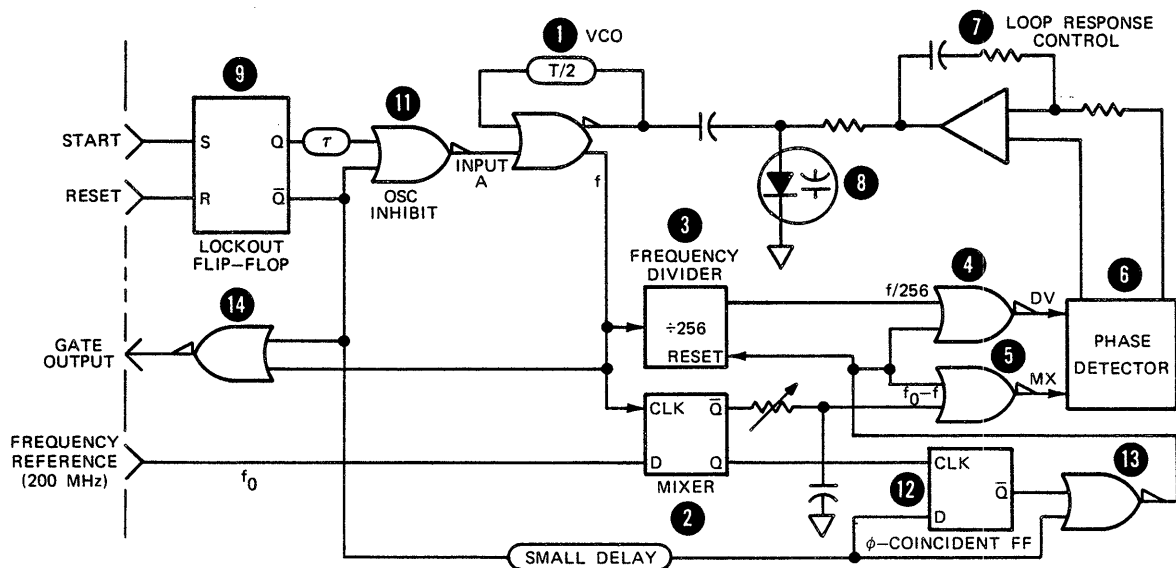 1 VCO
T/2
7 LOOP RESPONSE
CONTROL
9
START
RESET
S Q
R Q̅
LOCKOUT
FLIP-FLOP
τ
11
OSC
INHIBIT
INPUT
A
f
8
3
FREQUENCY
DIVIDER
÷256
RESET
f/256
4
DV
6
PHASE
DETECTOR
5
f₀-f
MX
14
GATE
OUTPUT
FREQUENCY
REFERENCE
(200 MHz)
f₀
CLK Q̅
D Q
MIXER
2
12
CLK
Q̅
D
φ-COINCIDENT FF
13
SMALL DELAY